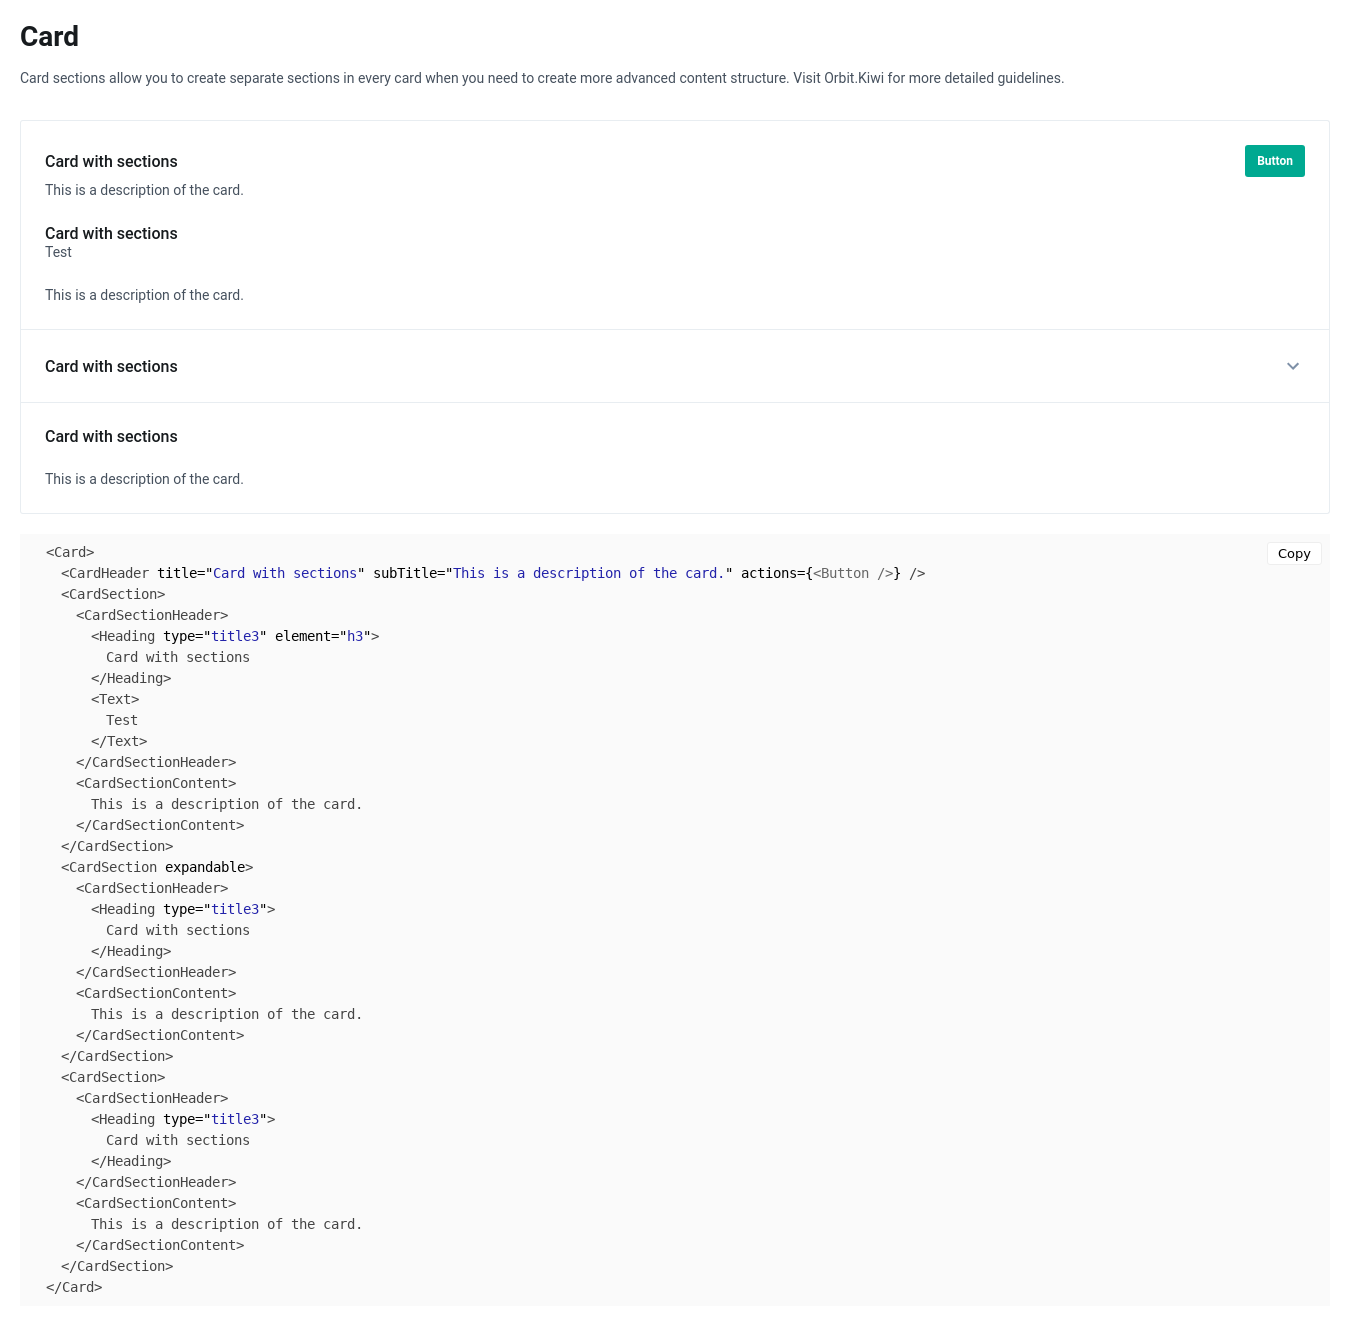 Card
Card sections allow you to create separate sections in every card when you need to create more advanced content structure. Visit Orbit.Kiwi for more detailed guidelines.
Card with sections
Button
This is a description of the card.
Card with sections
Test
This is a description of the card.
Card with sections
Card with sections
This is a description of the card.
Copy
<Card>
<CardHeader title="Card with sections" subTitle="This is a description of the card." actions={<Button />} />
<CardSection>
<CardSectionHeader>
<Heading type="title3" element="h3">
Card with sections
</Heading>
<Text>
Test
</Text>
</CardSectionHeader>
<CardSectionContent>
This is a description of the card.
</CardSectionContent>
</CardSection>
<CardSection expandable>
<CardSectionHeader>
<Heading type="title3">
Card with sections
</Heading>
</CardSectionHeader>
<CardSectionContent>
This is a description of the card.
</CardSectionContent>
</CardSection>
<CardSection>
<CardSectionHeader>
<Heading type="title3">
Card with sections
</Heading>
</CardSectionHeader>
<CardSectionContent>
This is a description of the card.
</CardSectionContent>
</CardSection>
</Card>